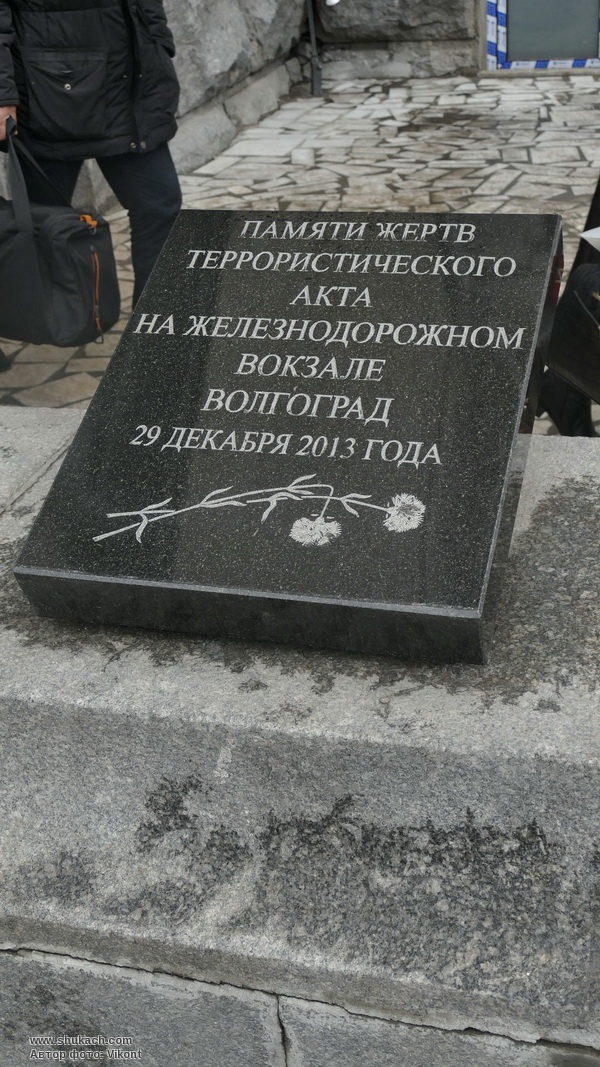 ПАМЯТИ ЖЕРТВ
ТЕРРОРИСТИЧЕСКОГО
АКТА
НА ЖЕЛЕЗНОДОРОЖНОМ
ВОКЗАЛЕ
ВОЛГОГРАД
29 ДЕКАБРЯ 2013 ГОДА
www.shukach.com
Автор фото: Vikont